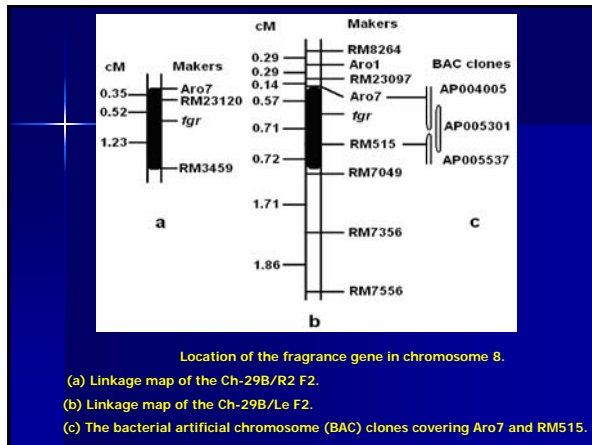 cM Makers
Aro7
0.35
RM23120
0.52
fgr
1.23
RM3459
a
cM Makers
RM8264
0.29
Aro1
0.29
RM23097
0.14
Aro7
0.57
fgr
0.71
RM515
0.72
RM7049
1.71
RM7356
1.86
RM7556
b
BAC clones
AP004005
AP005301
AP005537
c
Location of the fragrance gene in chromosome 8.
(a) Linkage map of the Ch-29B/R2 F2.
(b) Linkage map of the Ch-29B/Le F2.
(c) The bacterial artificial chromosome (BAC) clones covering Aro7 and RM515.